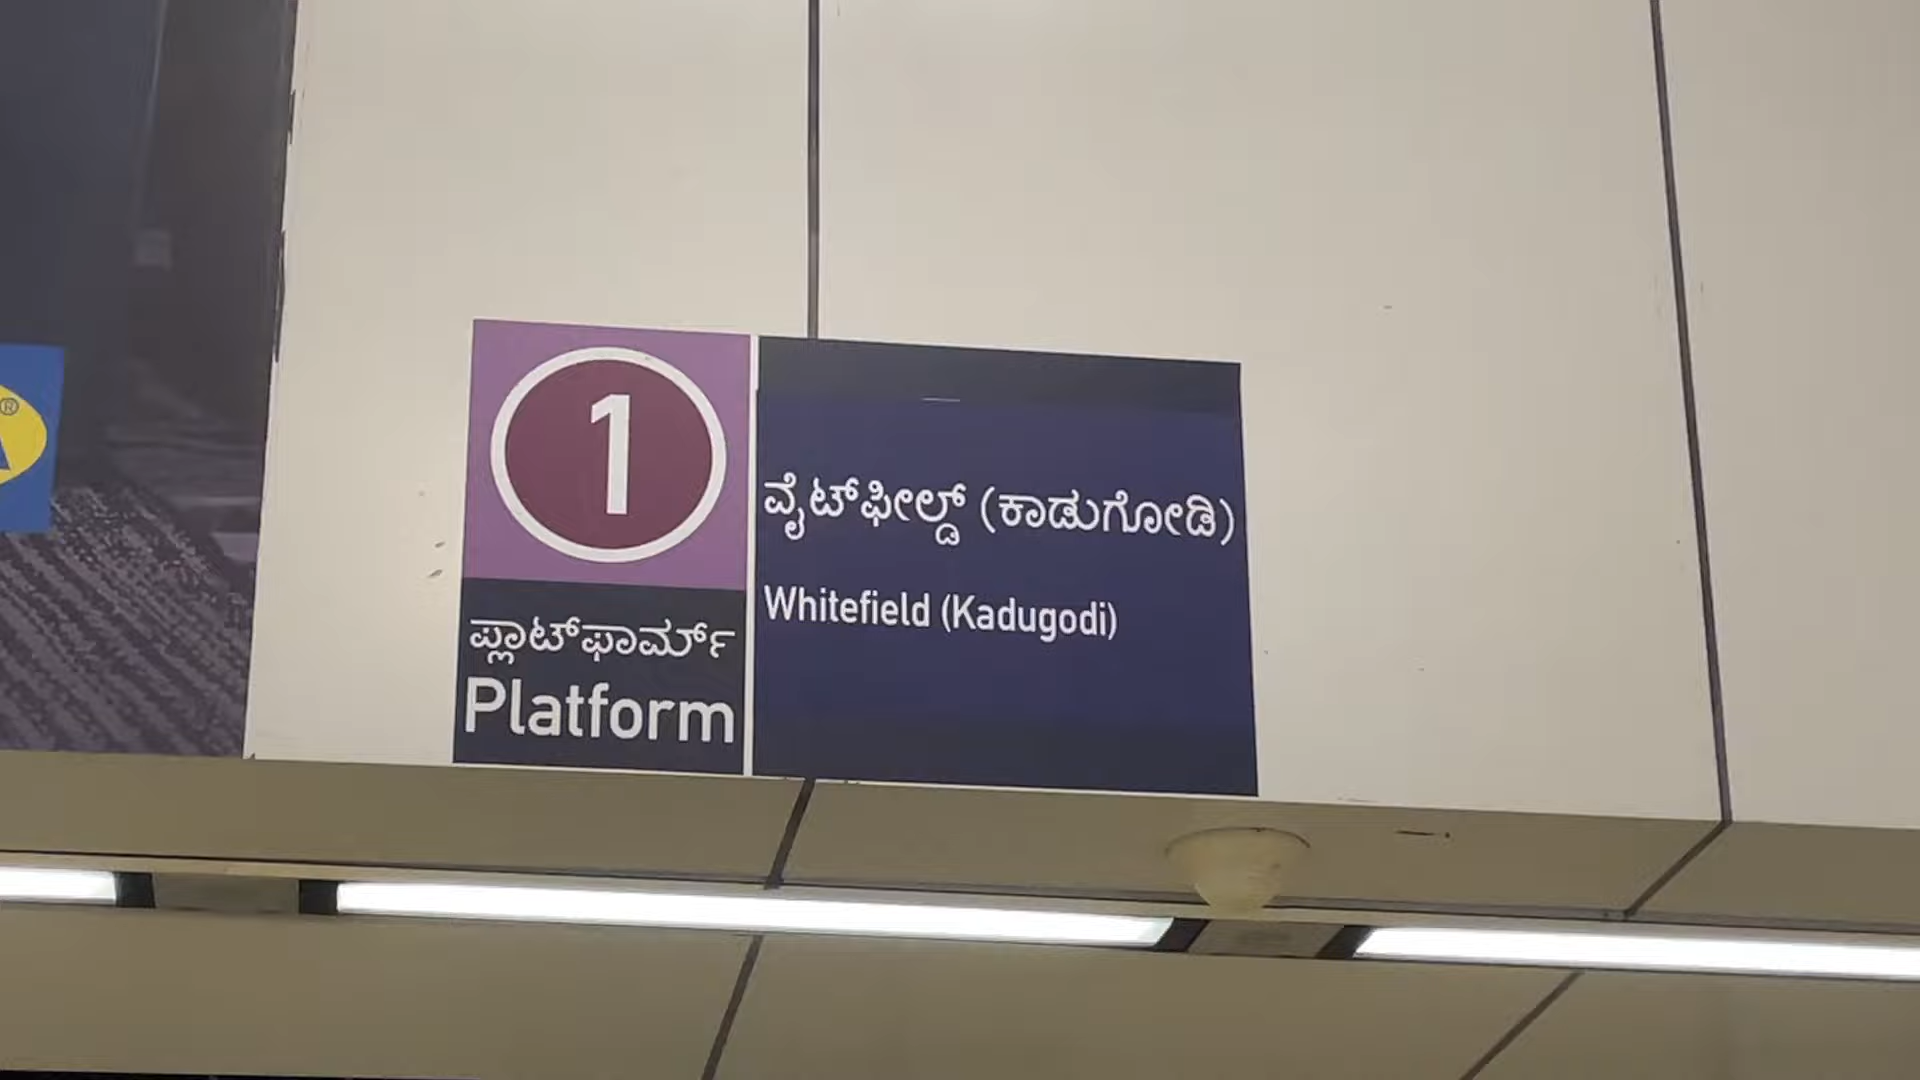 1
ಪ್ಲಾಟ್‌ಫಾರ್ಮ್
Platform
ವೈಟ್‌ಫೀಲ್ಡ್ (ಕಾಡುಗೋಡಿ)
Whitefield (Kadugodi)